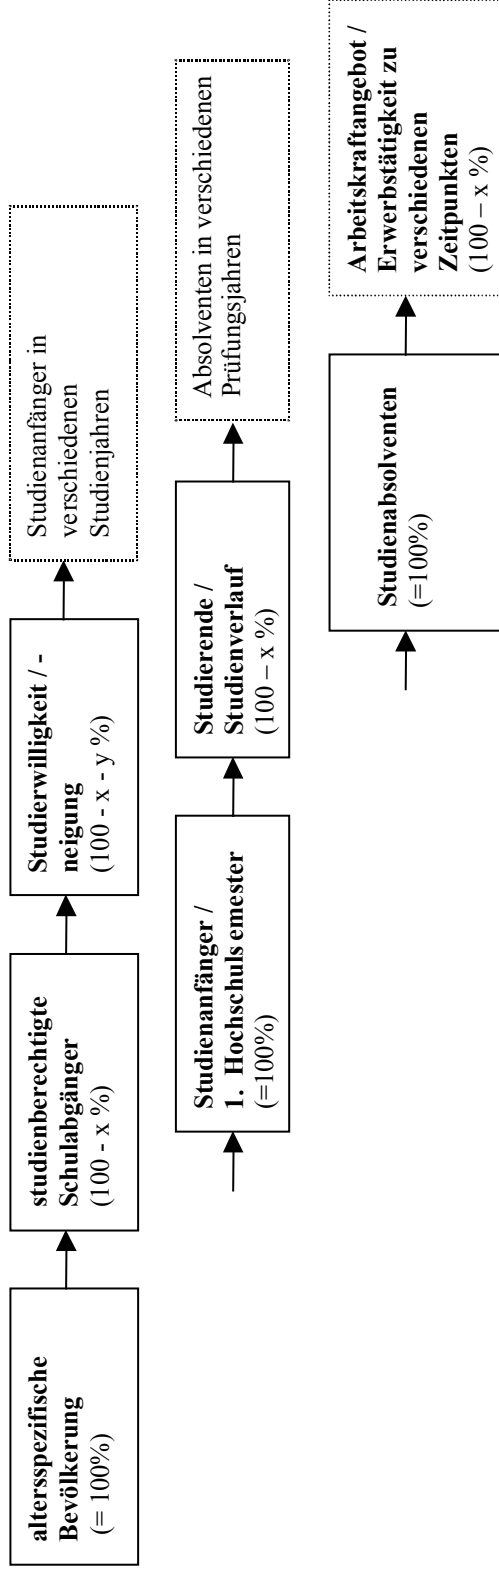 altersspezifische
Bevölkerung
(= 100%)
studienberechtigte
Schulabgänger
(100 - x %)
Studierwilligkeit / -
neigung
(100 - x - y %)
Studienanfänger in
verschiedenen
Studienjahren
Studienanfänger /
1. Hochschuls emester
(=100%)
Studierende /
Studienverlauf
(100 – x %)
Absolventen in verschiedenen
Prüfungsjahren
Studienabsolventen
(=100%)
Arbeitskraftangebot /
Erwerbstätigkeit zu
verschiedenen
Zeitpunkten
(100 – x %)